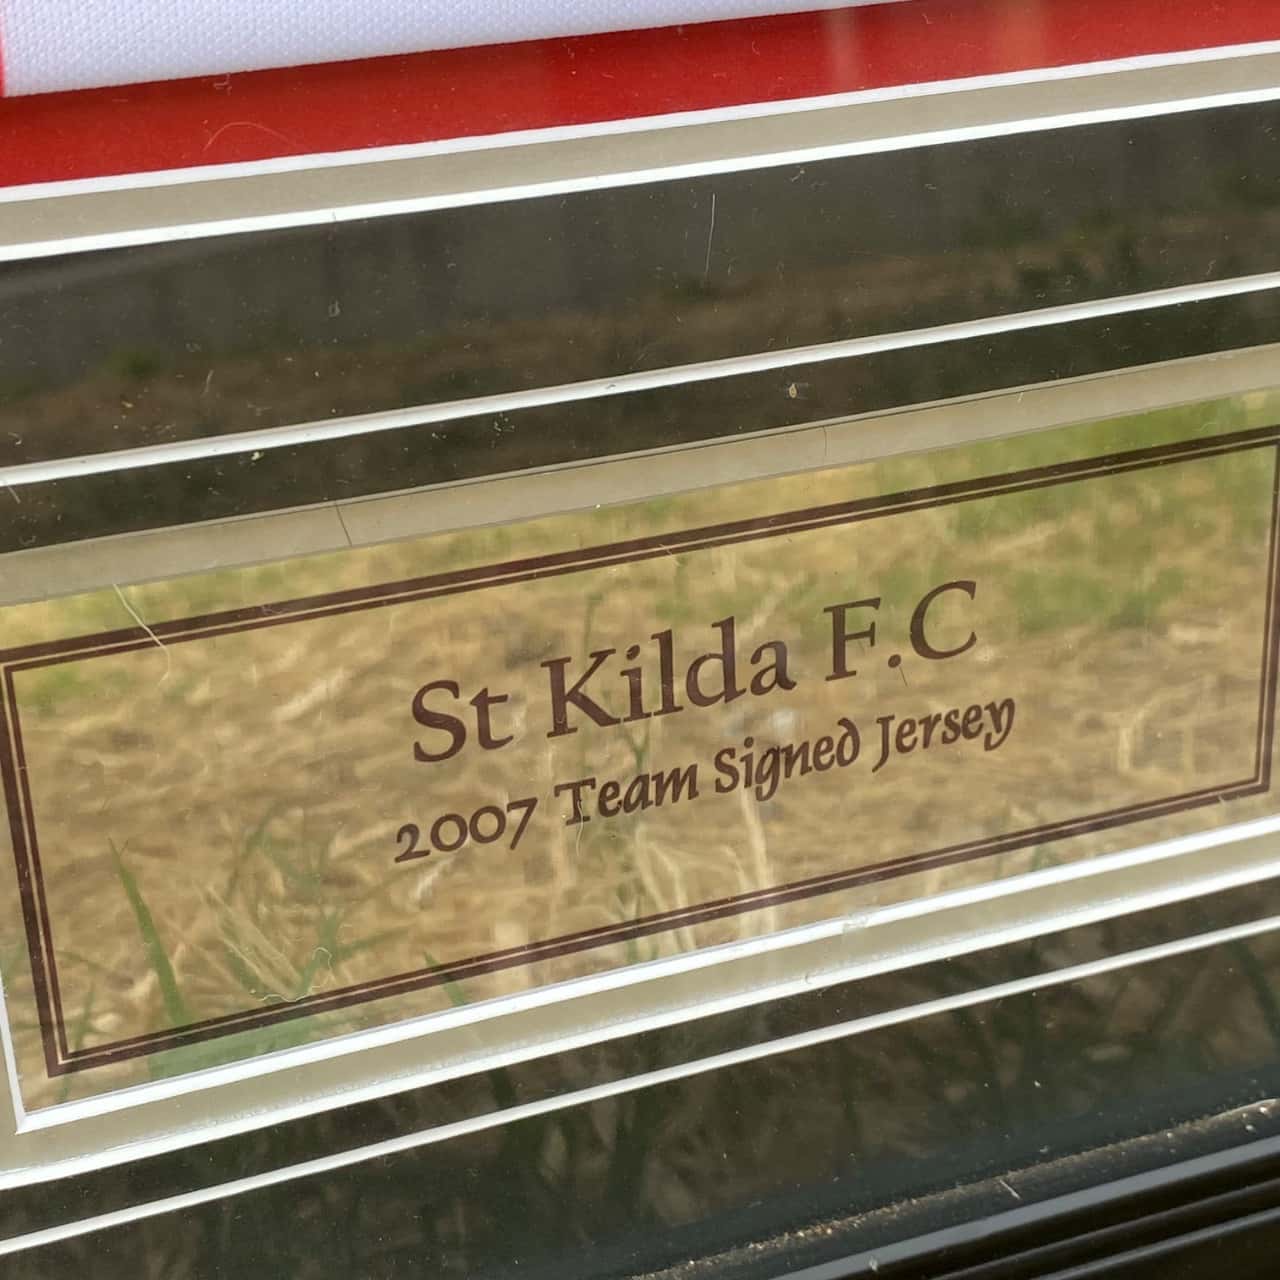 St Kilda F.C
2007 Team Signed Jersey